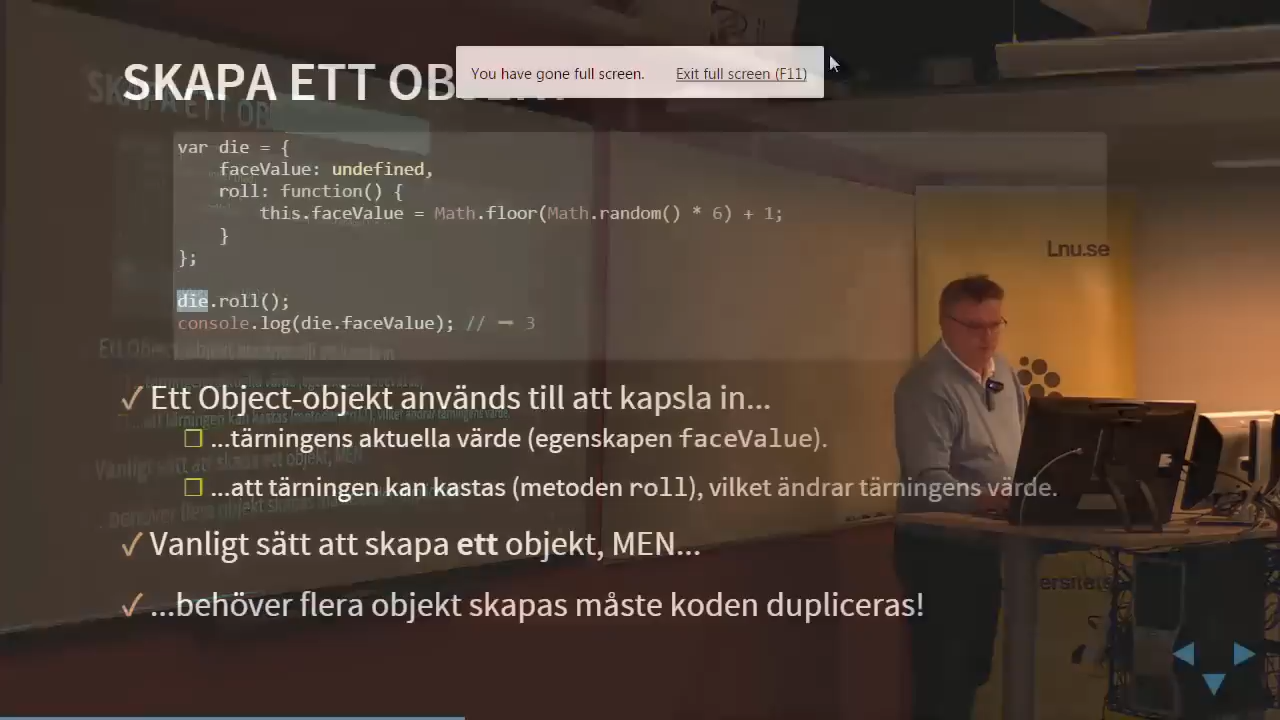 SKAPA ETT OB
You have gone full screen. Exit full screen (F11)
var die = {
faceValue: undefined,
roll: function() {
this.faceValue = Math.floor(Math.random() * 6) + 1;
}
};
die.roll();
console.log(die.faceValue); // → 3
Lnu.se
✓ Ett Object-objekt används till att kapsla in...
❐ ...tärningens aktuella värde (egenskapen faceValue).
❐ ...att tärningen kan kastas (metoden roll), vilket ändrar tärningens värde.
✓ Vanligt sätt att skapa ett objekt, MEN...
✓ ...behöver flera objekt skapas måste koden dupliceras!